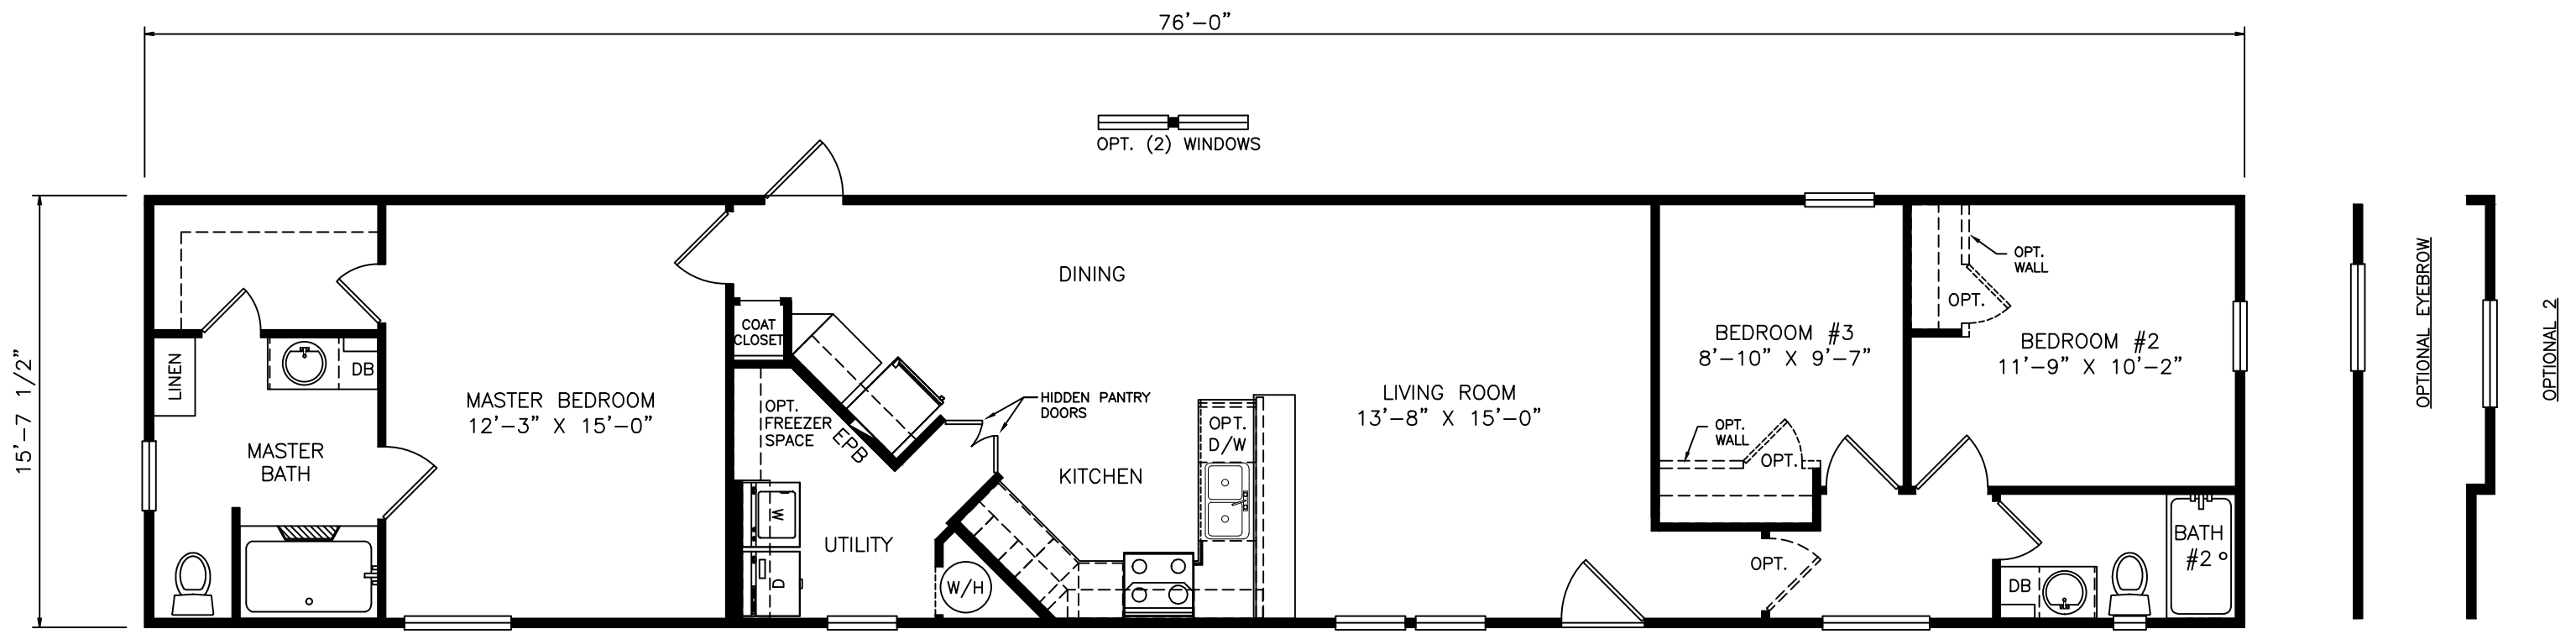 76'-0"
OPT. (2) WINDOWS
15'-7 1/2"
LINEN
DB
MASTER
BATH
MASTER BEDROOM
12'-3" X 15'-0"
COAT
CLOSET
OPT.
FREEZER
SPACE
EPB
W
D
UTILITY
W/H
DINING
HIDDEN PANTRY
DOORS
KITCHEN
OPT.
D/W
LIVING ROOM
13'-8" X 15'-0"
BEDROOM #3
8'-10" X 9'-7"
OPT.
WALL
OPT.
OPT.
OPT.
WALL
OPT.
BEDROOM #2
11'-9" X 10'-2"
DB
BATH
#2
OPTIONAL EYEBROW
OPTIONAL 2